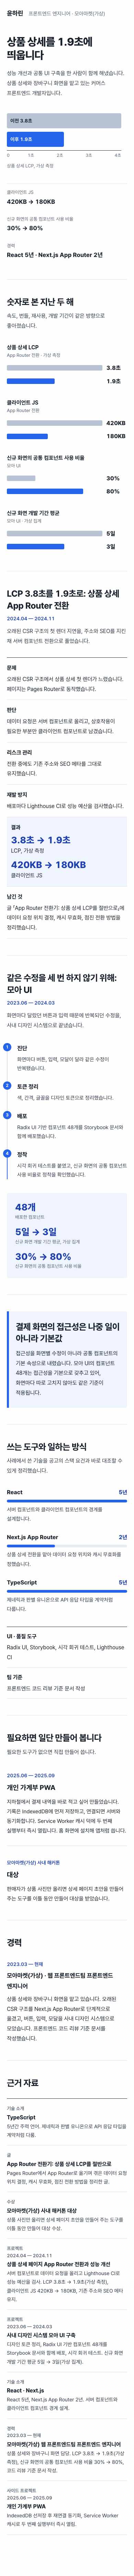 윤하린 프론트엔드 엔지니어 · 모아마켓(가상)
상품 상세를 1.9초에
띄웁니다
성능 개선과 공통 UI 구축을 한 사람이 함께 해냈습니다.
상품 상세와 장바구니 화면을 맡고 있는 커머스
프론트엔드 개발자입니다.
이전 3.8초
이후 1.9초
0 1초 2초 3초 4초
상품 상세 LCP, 가상 측정
클라이언트 JS
420KB → 180KB
신규 화면의 공통 컴포넌트 사용 비율
30% → 80%
경력
React 5년 · Next.js App Router 2년
숫자로 본 지난 두 해
속도, 번들, 재사용, 개발 기간이 같은 방향으로
좋아졌습니다.
상품 상세 LCP
App Router 전환 · 가상 측정
3.8초
1.9초
클라이언트 JS
App Router 전환
420KB
180KB
신규 화면의 공통 컴포넌트 사용 비율
모아 UI
30%
80%
신규 화면 개발 기간 평균
모아 UI · 가상 집계
5일
3일
LCP 3.8초를 1.9초로: 상품 상세
App Router 전환
2024.04 — 2024.11
오래된 CSR 구조의 첫 렌더 지연을, 주소와 SEO를 지킨
채 서버 컴포넌트 전환으로 풀었습니다.
문제
오래된 CSR 구조에서 상품 상세 첫 렌더가 느렸습니다.
페이지는 Pages Router로 동작했습니다.
판단
데이터 요청은 서버 컴포넌트로 올리고, 상호작용이
필요한 부분만 클라이언트 컴포넌트로 남겼습니다.
리스크 관리
전환 중에도 기존 주소와 SEO 메타를 그대로
유지했습니다.
재발 방지
배포마다 Lighthouse CI로 성능 예산을 검사했습니다.
결과
3.8초 → 1.9초
LCP, 가상 측정
420KB → 180KB
클라이언트 JS
남긴 것
글 「App Router 전환기: 상품 상세 LCP를 절반으로」에
데이터 요청 위치 결정, 캐시 무효화, 점진 전환 방법을
정리했습니다.
같은 수정을 세 번 하지 않기 위해:
모아 UI
2023.06 — 2024.03
화면마다 달랐던 버튼과 입력 때문에 반복되던 수정을,
사내 디자인 시스템으로 끝냈습니다.
1 진단
화면마다 버튼, 입력, 모달이 달라 같은 수정이
반복됐습니다.
2 토큰 정리
색, 간격, 글꼴을 디자인 토큰으로 정리했습니다.
3 배포
Radix UI 기반 컴포넌트 48개를 Storybook 문서와
함께 배포했습니다.
4 정착
시각 회귀 테스트를 붙였고, 신규 화면의 공통 컴포넌트
사용 비율로 정착을 확인했습니다.
48개
배포한 컴포넌트
5일 → 3일
신규 화면 개발 기간 평균, 가상 집계
30% → 80%
신규 화면의 공통 컴포넌트 사용 비율
결제 화면의 접근성은 나중 일이
아니라 기본값
접근성을 화면별 수정이 아니라 공통 컴포넌트의
기본 속성으로 내렸습니다. 모아 UI의 컴포넌트
48개는 접근성을 기본으로 갖추고 있어,
화면마다 따로 고치지 않아도 같은 기준이
적용됩니다.
쓰는 도구와 일하는 방식
사례에서 쓴 기술을 공고의 스택 요건과 바로 대조할 수
있게 정리했습니다.
React 5년
서버 컴포넌트와 클라이언트 컴포넌트의 경계를
설계합니다.
Next.js App Router 2년
상품 상세 전환을 맡아 데이터 요청 위치와 캐시 무효화를
정했습니다.
TypeScript 5년
제네릭과 판별 유니온으로 API 응답 타입을 계약처럼
다룹니다.
UI · 품질 도구
Radix UI, Storybook, 시각 회귀 테스트, Lighthouse
CI
팀 기준
프론트엔드 코드 리뷰 기준 문서 작성
필요하면 일단 만들어 봅니다
필요한 도구가 없으면 직접 만들어 씁니다.
2025.06 — 2025.09
개인 가계부 PWA
지하철에서 결제 내역을 바로 적고 싶어 만들었습니다.
기록은 IndexedDB에 먼저 저장하고, 연결되면 서버와
동기화합니다. Service Worker 캐시 덕에 두 번째
실행부터 즉시 열립니다. 홈 화면에 설치해 앱처럼 씁니다.
모아마켓(가상) 사내 해커톤
대상
판매자가 상품 사진만 올리면 상세 페이지 초안을 만들어
주는 도구를 이틀 동안 만들어 대상을 받았습니다.
경력
2023.03 — 현재
모아마켓(가상) · 웹 프론트엔드팀 프론트엔드
엔지니어
상품 상세와 장바구니 화면을 맡고 있습니다. 오래된
CSR 구조를 Next.js App Router로 단계적으로
옮겼고, 버튼, 입력, 모달을 사내 디자인 시스템으로
모았습니다. 프론트엔드 코드 리뷰 기준 문서를
작성했습니다.
근거 자료
기술 소개
TypeScript
5년간 주력 언어. 제네릭과 판별 유니온으로 API 응답 타입을
계약처럼 다룸.
글
App Router 전환기: 상품 상세 LCP를 절반으로
Pages Router에서 App Router로 옮기며 겪은 데이터 요청
위치 결정, 캐시 무효화, 점진 전환 방법을 정리한 글.
수상
모아마켓(가상) 사내 해커톤 대상
상품 사진만 올리면 상세 페이지 초안을 만들어 주는 도구를
이틀 동안 만들어 대상 수상.
프로젝트
2024.04 — 2024.11
상품 상세 페이지 App Router 전환과 성능 개선
서버 컴포넌트로 데이터 요청을 올리고 Lighthouse CI로
성능 예산을 검사. LCP 3.8초 → 1.9초(가상 측정),
클라이언트 JS 420KB → 180KB, 기존 주소와 SEO 메타
유지.
프로젝트
2023.06 — 2024.03
사내 디자인 시스템 모아 UI 구축
디자인 토큰 정리, Radix UI 기반 컴포넌트 48개를
Storybook 문서와 함께 배포, 시각 회귀 테스트. 신규 화면
개발 기간 평균 5일 → 3일(가상 집계).
기술 소개
React · Next.js
React 5년, Next.js App Router 2년. 서버 컴포넌트와
클라이언트 컴포넌트 경계 설계.
경력
2023.03 — 현재
모아마켓(가상) 웹 프론트엔드팀 프론트엔드 엔지니어
상품 상세와 장바구니 화면 담당. LCP 3.8초 → 1.9초(가상
측정), 신규 화면의 공통 컴포넌트 사용 비율 30% → 80%,
코드 리뷰 기준 문서 작성.
사이드 프로젝트
2025.06 — 2025.09
개인 가계부 PWA
IndexedDB 선저장 후 재연결 동기화, Service Worker
캐시로 두 번째 실행부터 즉시 열림.